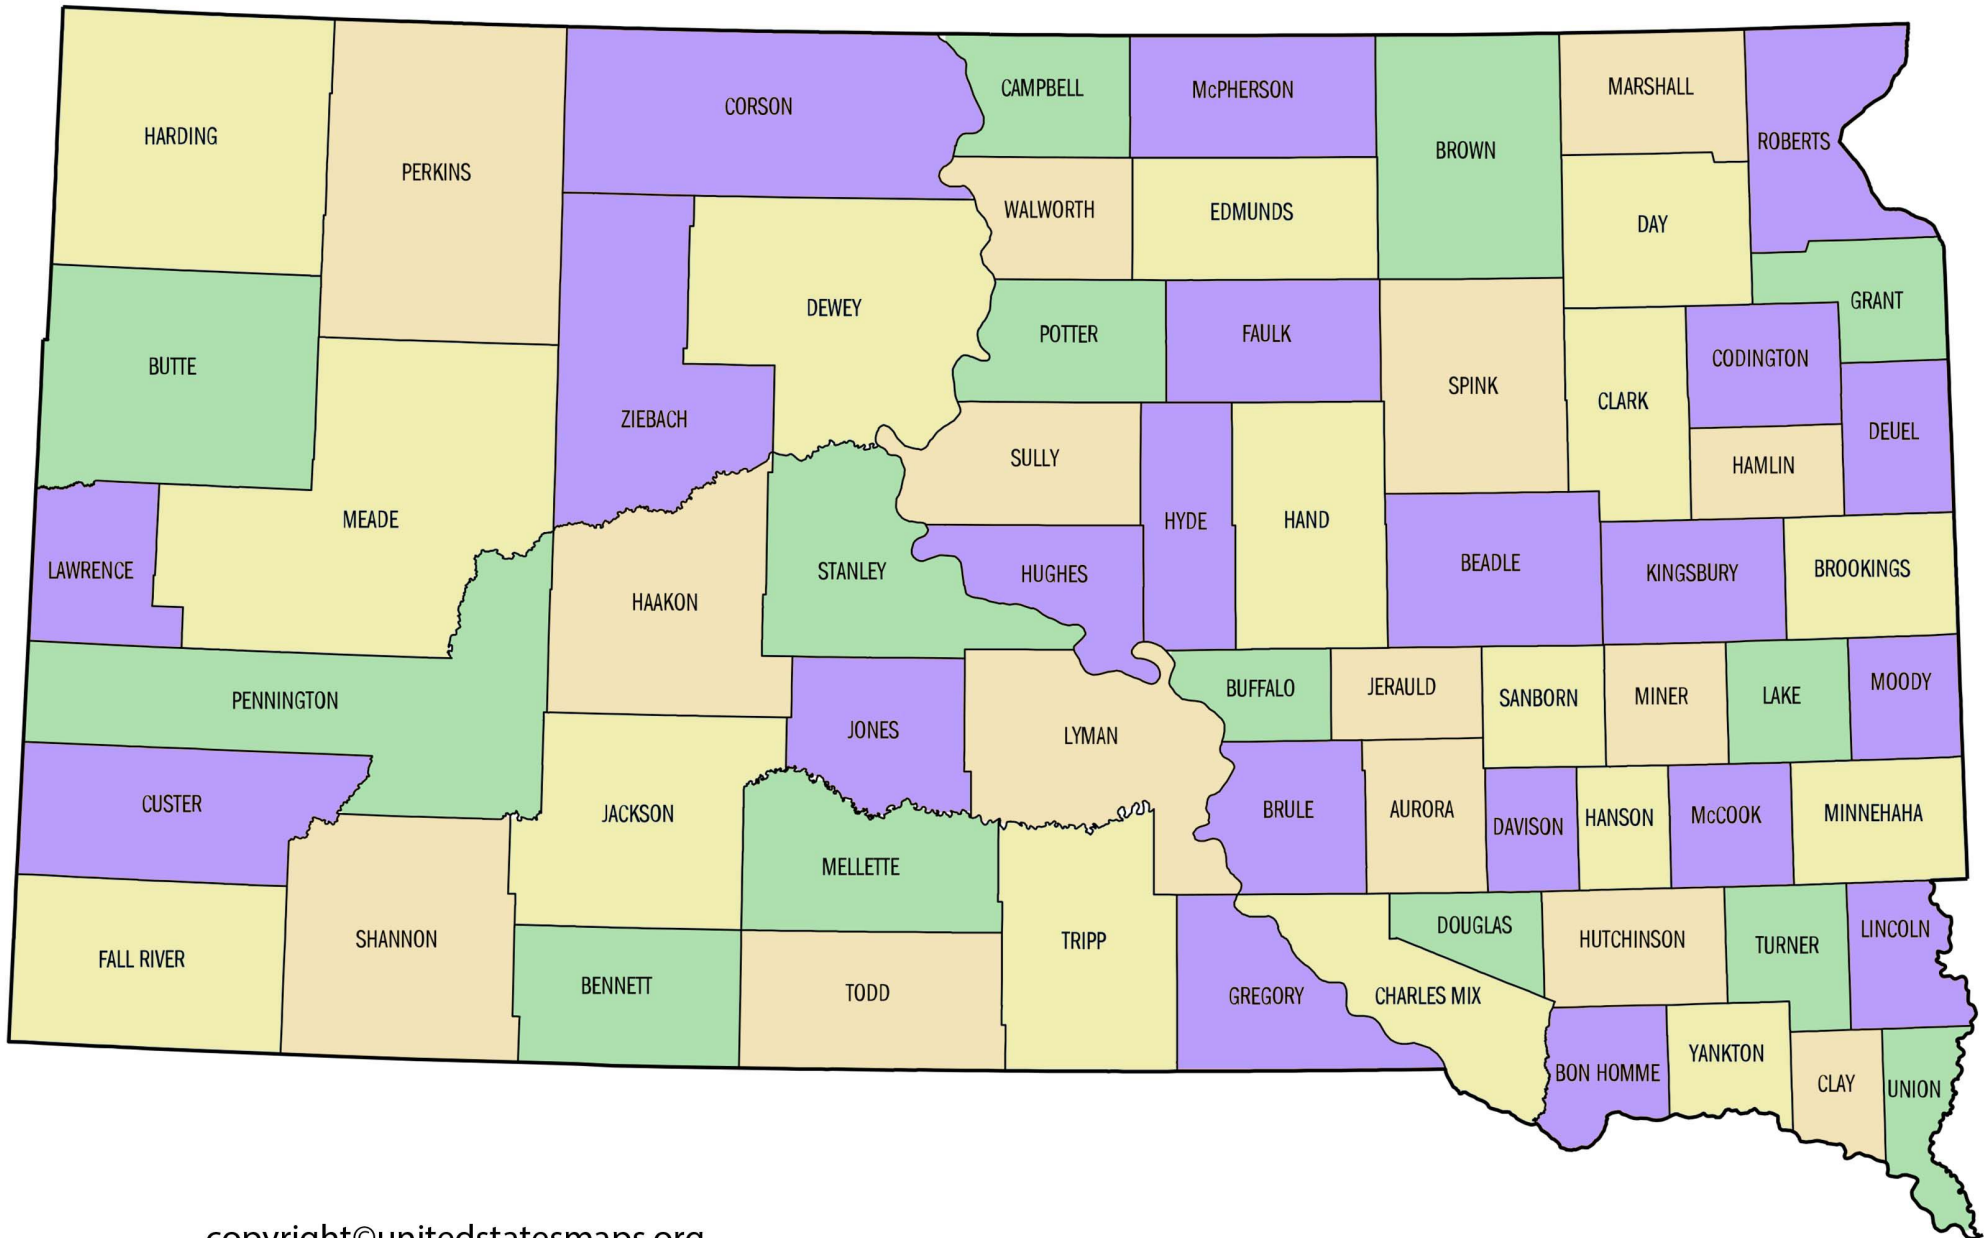 HARDING
PERKINS
CORSON
CAMPBELL
McPHERSON
BROWN
MARSHALL
ROBERTS
WALWORTH
EDMUNDS
DAY
DEWEY
GRANT
BUTTE
ZIEBACH
POTTER
FAULK
SPINK
CLARK
CODINGTON
DEUEL
HAMLIN
SULLY
MEADE
HYDE
HAND
LAWRENCE
STANLEY
HUGHES
BEADLE
KINGSBURY
BROOKINGS
HAAKON
PENNINGTON
BUFFALO
JERAULD
SANBORN
MINER
LAKE
MOODY
JONES
LYMAN
CUSTER
JACKSON
BRULE
AURORA
DAVISON
HANSON
McCOOK
MINNEHAHA
MELLETTE
FALL RIVER
SHANNON
TRIPP
DOUGLAS
HUTCHINSON
TURNER
LINCOLN
BENNETT
TODD
GREGORY
CHARLES MIX
BON HOMME
YANKTON
CLAY
UNION
copyright©unitedstatesmaps.org